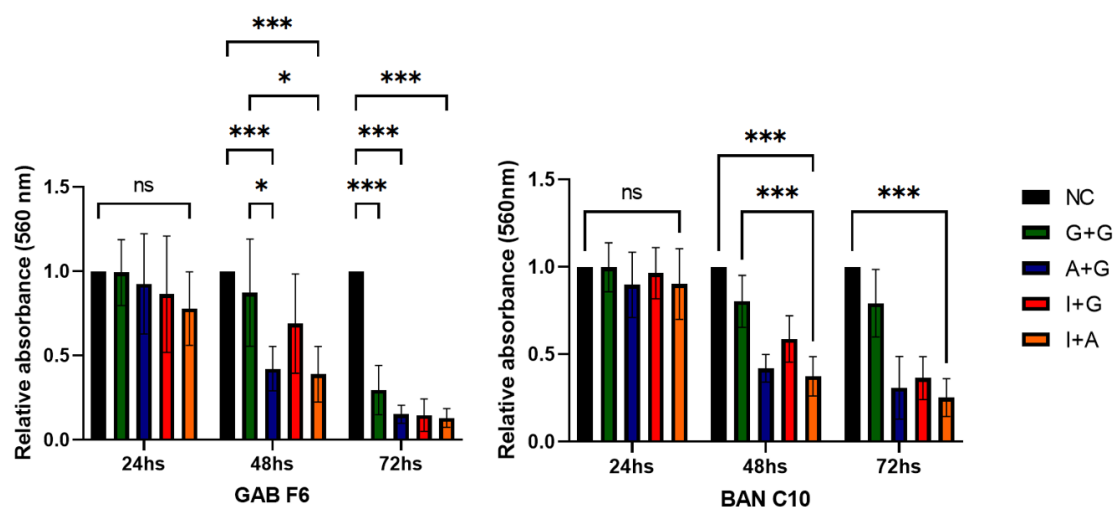 ***
*
***
***
***
*
***
ns
Relative absorbance (560 nm)
1.5
1.0
0.5
0.0
24hs
48hs
72hs
GAB F6
***
***
***
ns
Relative absorbance (560nm)
1.5
1.0
0.5
0.0
24hs
48hs
72hs
BAN C10
NC
G+G
A+G
I+G
I+A